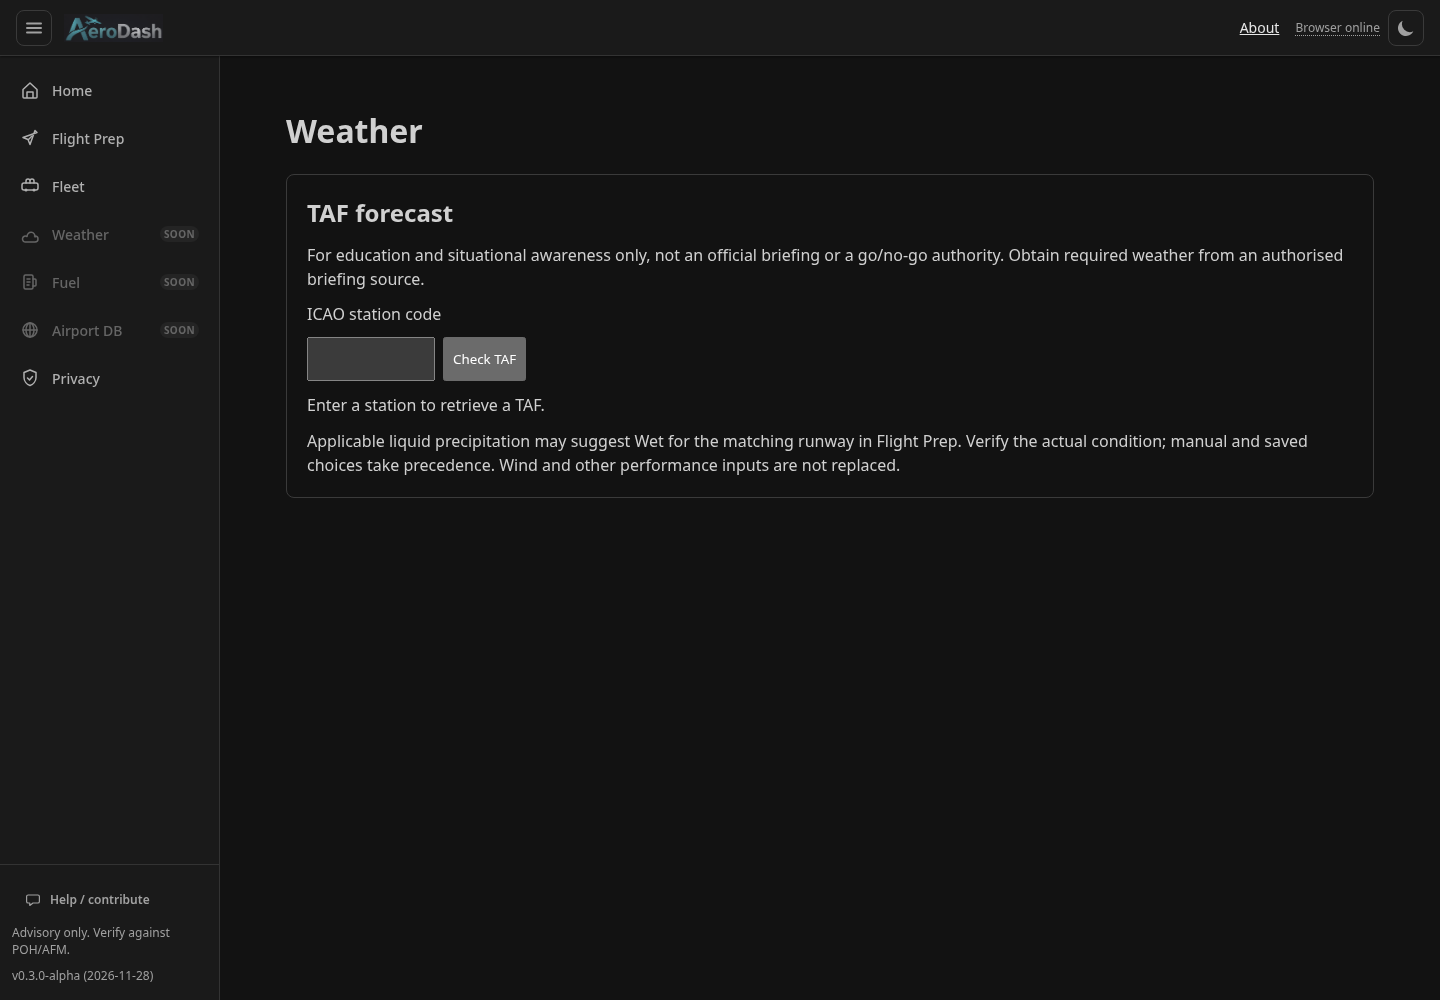 AeroDash
About
Browser online
Home
Flight Prep
Fleet
Weather SOON
Fuel SOON
Airport DB SOON
Privacy
Weather
TAF forecast
For education and situational awareness only, not an official briefing or a go/no-go authority. Obtain required weather from an authorised
briefing source.
ICAO station code
Check TAF
Enter a station to retrieve a TAF.
Applicable liquid precipitation may suggest Wet for the matching runway in Flight Prep. Verify the actual condition; manual and saved
choices take precedence. Wind and other performance inputs are not replaced.
Help / contribute
Advisory only. Verify against
POH/AFM.
v0.3.0-alpha (2026-11-28)